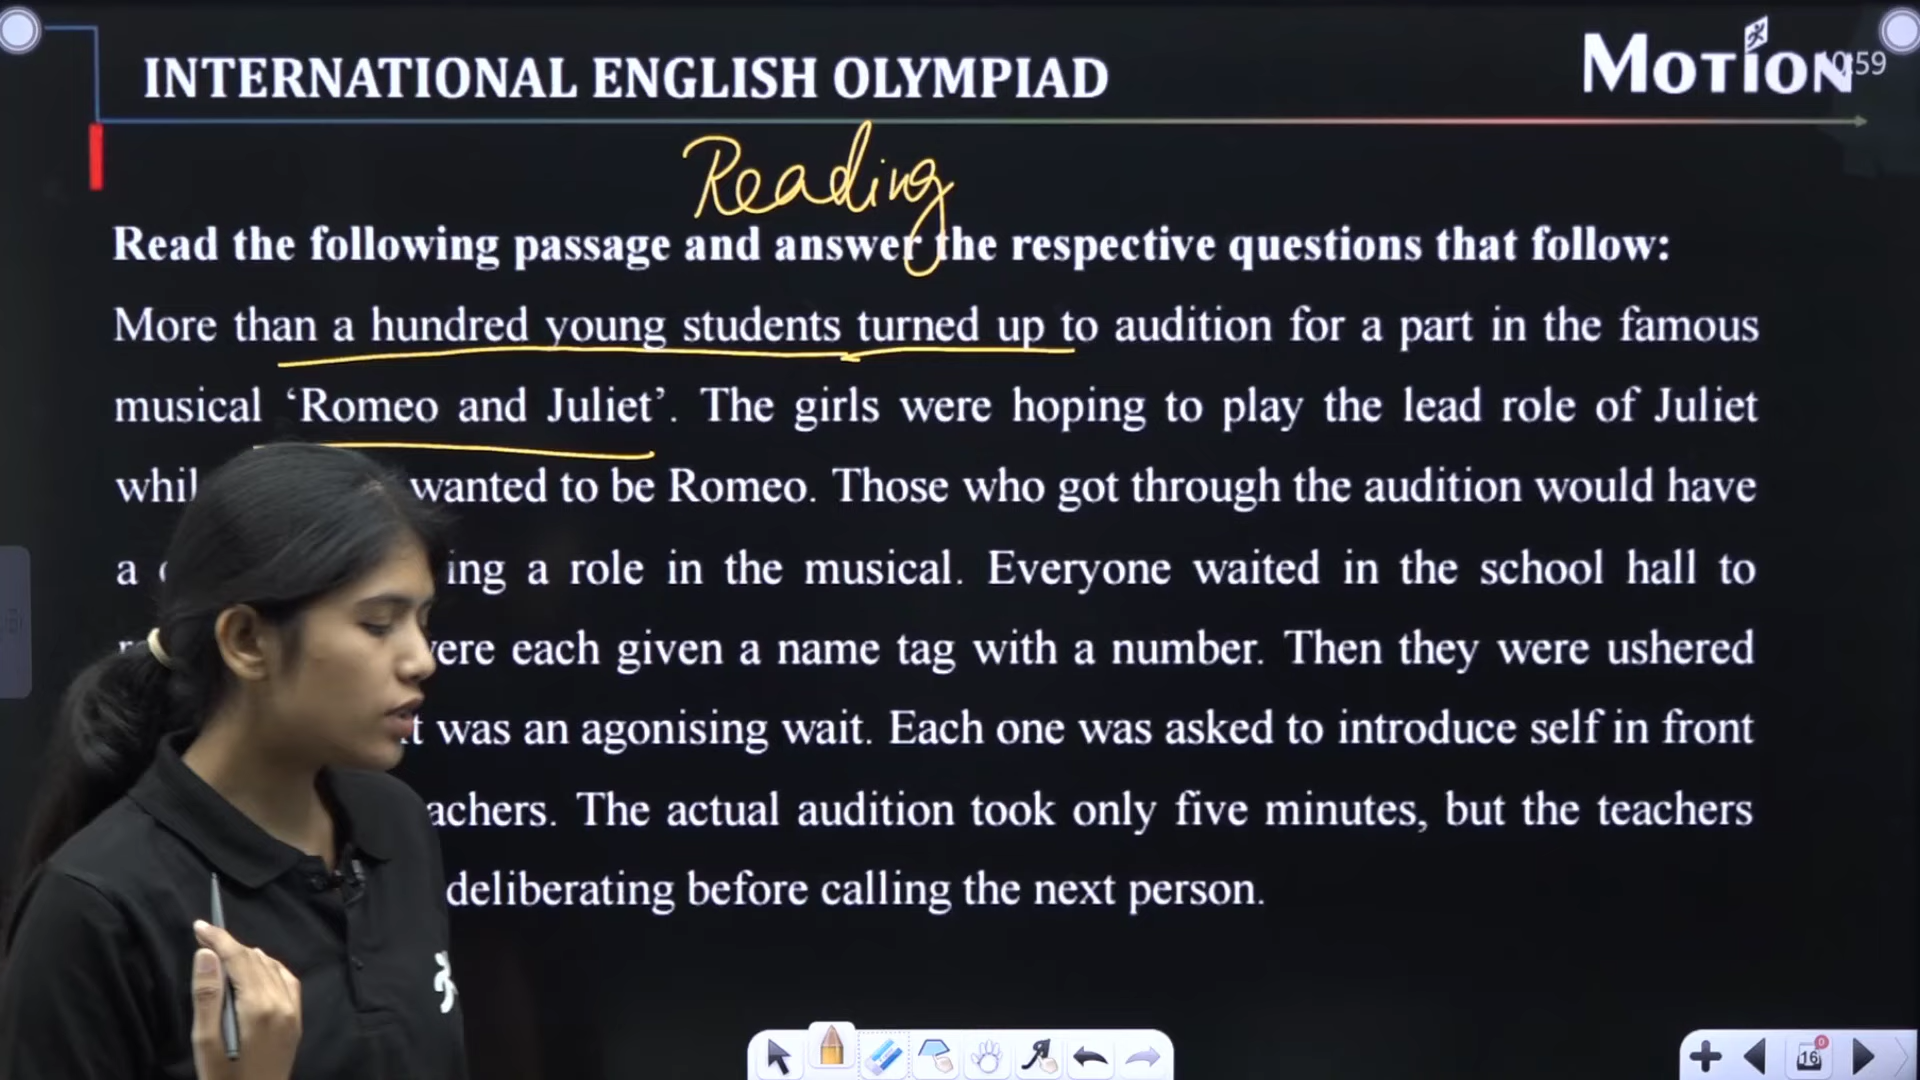 INTERNATIONAL ENGLISH OLYMPIAD
MOTION
:59
Reading
Read the following passage and answer the respective questions that follow:
More than a hundred young students turned up to audition for a part in the famous
musical ‘Romeo and Juliet’. The girls were hoping to play the lead role of Juliet
wanted to be Romeo. Those who got through the audition would have
a ing a role in the musical. Everyone waited in the school hall to
each given a name tag with a number. Then they were ushered
was an agonising wait. Each one was asked to introduce self in front
achers. The actual audition took only five minutes, but the teachers
deliberating before calling the next person.
16
0